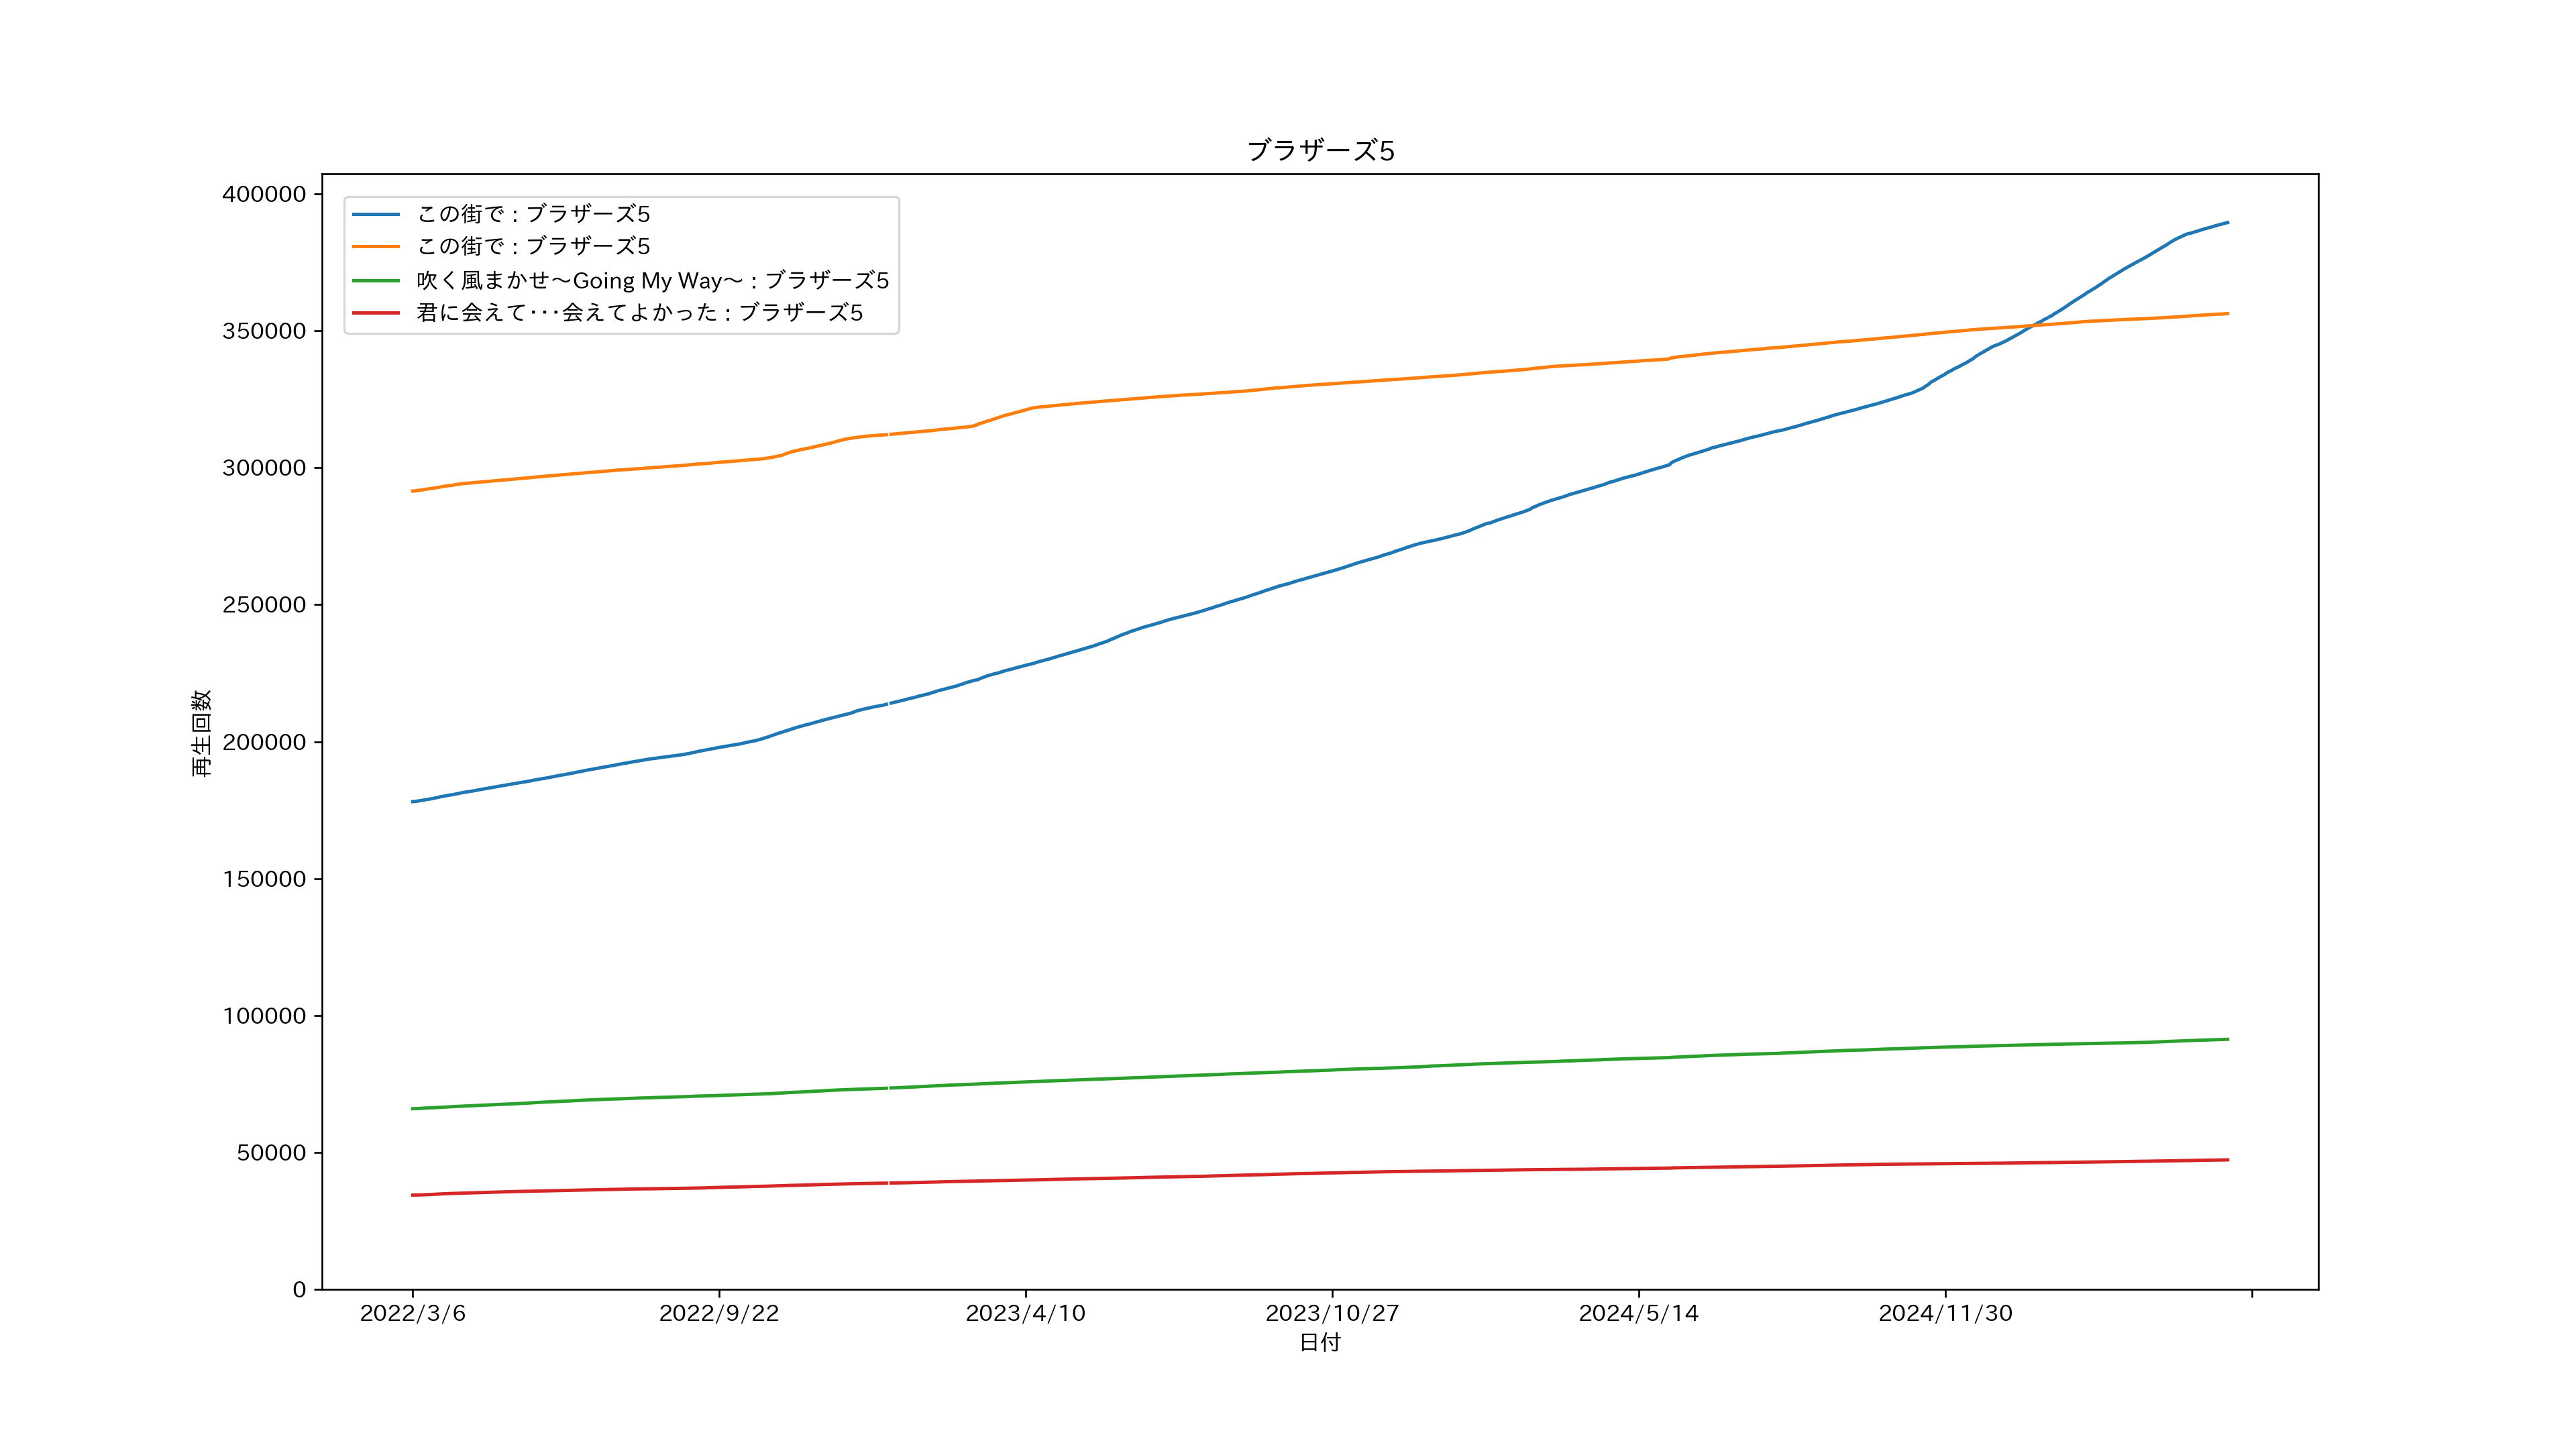 ブラザーズ5
400000
350000
300000
250000
200000
150000
100000
50000
0
再生回数
この街で : ブラザーズ5
この街で : ブラザーズ5
吹く風まかせ〜Going My Way〜 : ブラザーズ5
君に会えて･･･会えてよかった : ブラザーズ5
2022/3/6
2022/9/22
2023/4/10
2023/10/27
2024/5/14
2024/11/30
日付